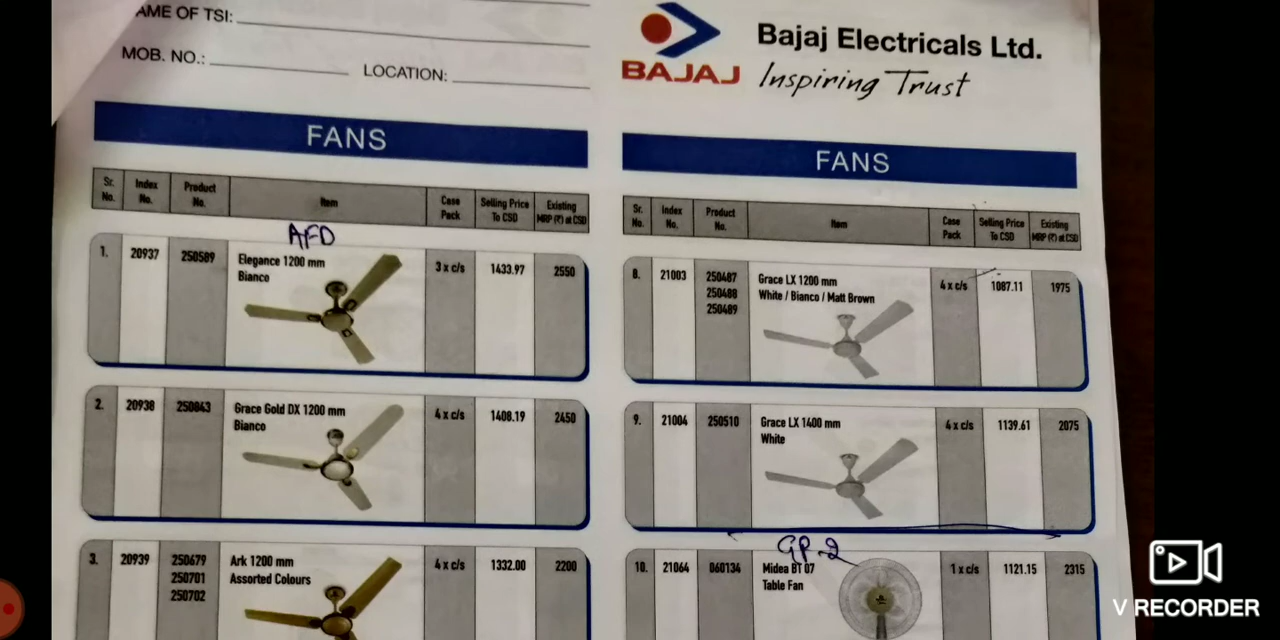 AME OF TSI:
MOB. NO.: LOCATION:
BAJAJ
Bajaj Electricals Ltd.
Inspiring Trust
FANS
Sr. No. Index No. Product No. Item Case Pack Selling Price To CSD Existing MRP (₹) at CSD
AFD
1. 20937 250589 Elegance 1200 mm 3 x c/s 1433.97 2550
Bianco
2. 20938 250843 Grace Gold DX 1200 mm 4 x c/s 1408.19 2450
Bianco
3. 20939 250679 Ark 1200 mm 4 x c/s 1332.00 2200
250701 Assorted Colours
250702
FANS
Sr. No. Index No. Product No. Item Case Pack Selling Price To CSD Existing MRP (₹) at CSD
8. 21003 250487 Grace LX 1200 mm 4 x c/s 1087.11 1975
250488 White / Bianco / Matt Brown
250489
9. 21004 250510 Grace LX 1400 mm 4 x c/s 1139.61 2075
White
GP.2
10. 21064 060134 Midea BT 07 1 x c/s 1121.15 2315
Table Fan
V RECORDER